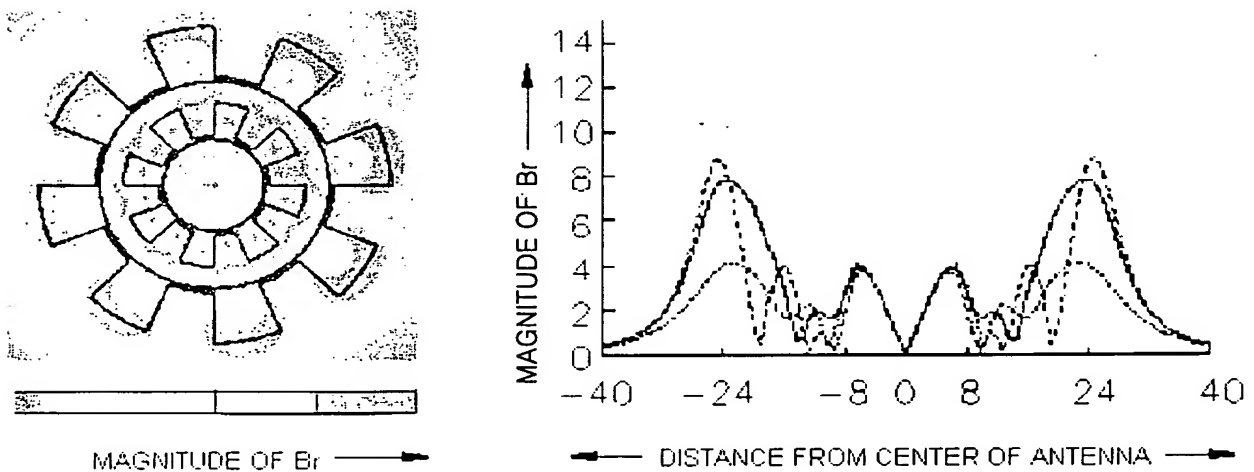 MAGNITUDE OF Br
14
12
10
8
6
4
2
0
MAGNITUDE OF Br
-40 -24 -8 0 8 24 40
DISTANCE FROM CENTER OF ANTENNA